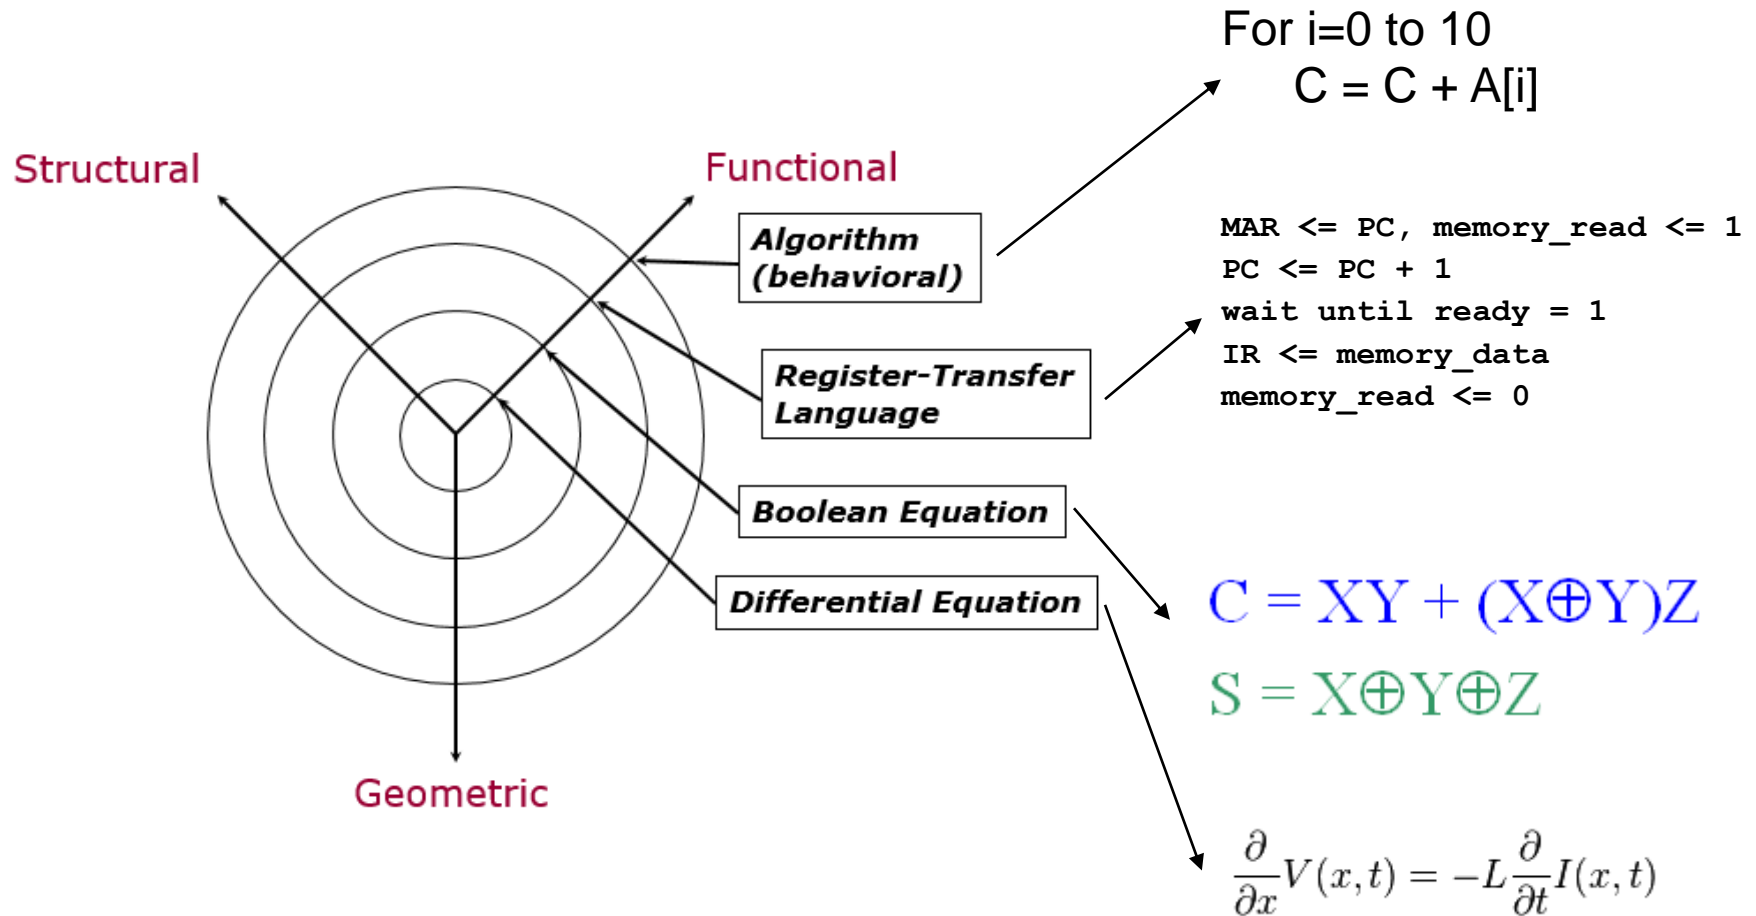 For i=0 to 10
C = C + A[i]
Structural
Functional
Algorithm
(behavioral)
MAR <= PC, memory_read <= 1
PC <= PC + 1
wait until ready = 1
IR <= memory_data
memory_read <= 0
Register-Transfer
Language
Boolean Equation
C = XY + (X⊕Y)Z
S = X⊕Y⊕Z
Differential Equation
Geometric
∂/∂x V(x,t) = −L ∂/∂t I(x,t)